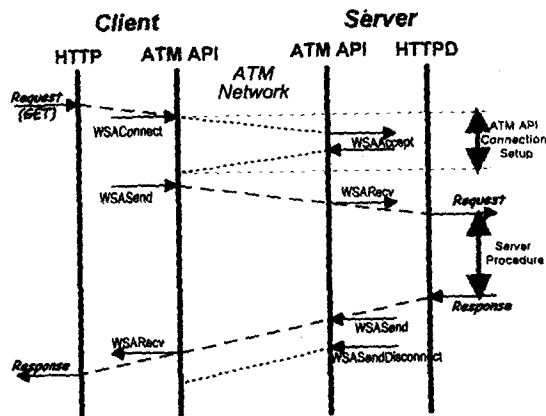 Client
Server
HTTP
ATM API
ATM API
HTTPD
ATM
Network
Request
(GET)
WSAConnect
WSAAccept
ATM API
Connection
Setup
WSASend
WSARecv
Request
Server
Procedure
Response
WSASend
WSARecv
WSASendDisconnect
Response